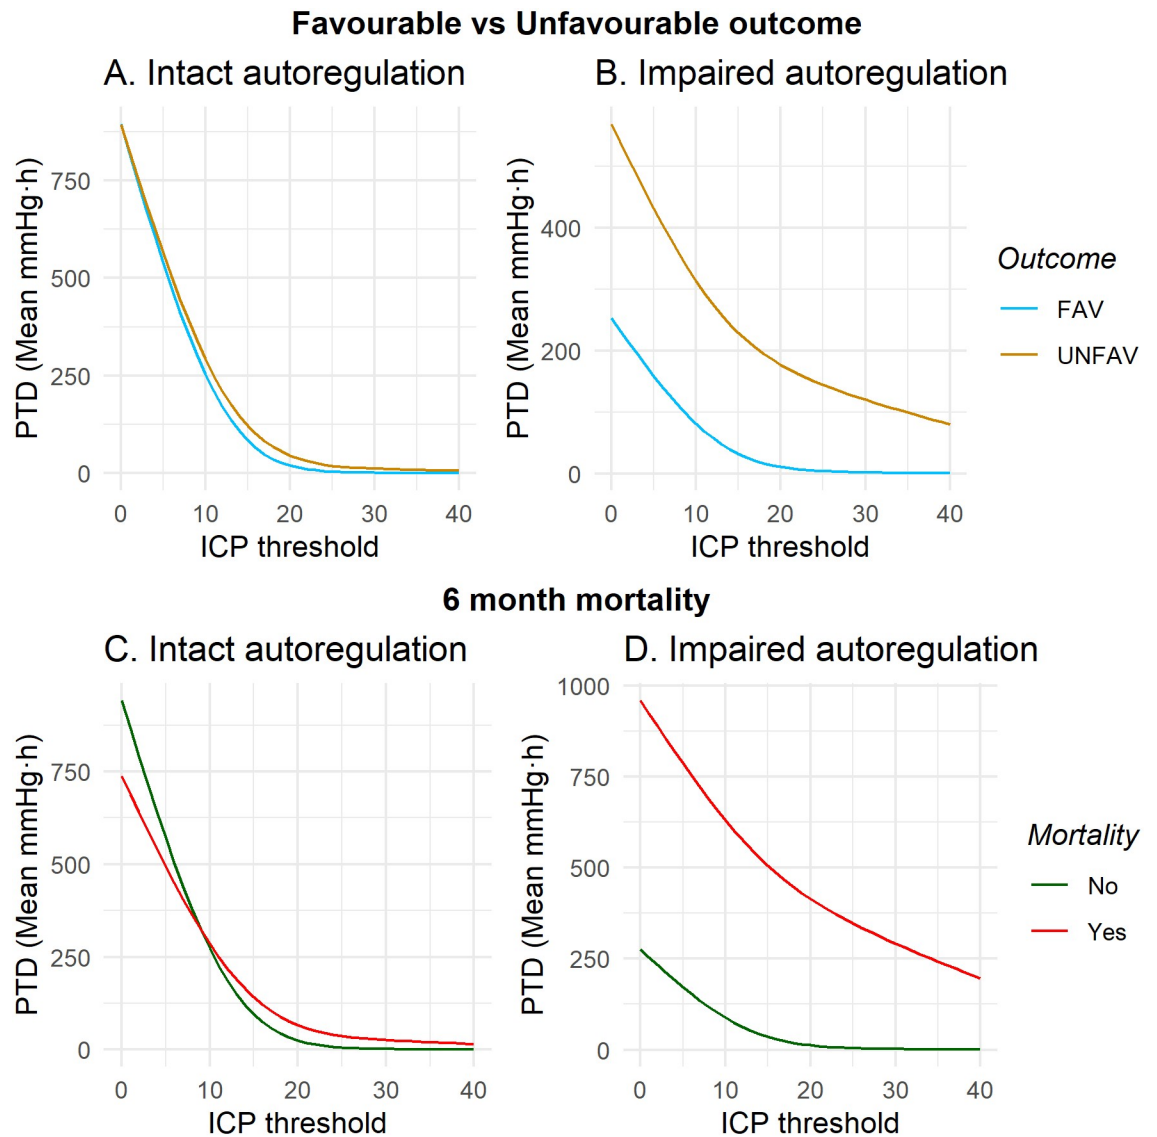 Favourable vs Unfavourable outcome
A. Intact autoregulation
PTD (Mean mmHg·h)
750
500
250
0
0 10 20 30 40
ICP threshold
B. Impaired autoregulation
PTD (Mean mmHg·h)
400
200
0
0 10 20 30 40
ICP threshold
Outcome
FAV
UNFAV
6 month mortality
C. Intact autoregulation
PTD (Mean mmHg·h)
750
500
250
0
0 10 20 30 40
ICP threshold
D. Impaired autoregulation
PTD (Mean mmHg·h)
1000
750
500
250
0
0 10 20 30 40
ICP threshold
Mortality
No
Yes